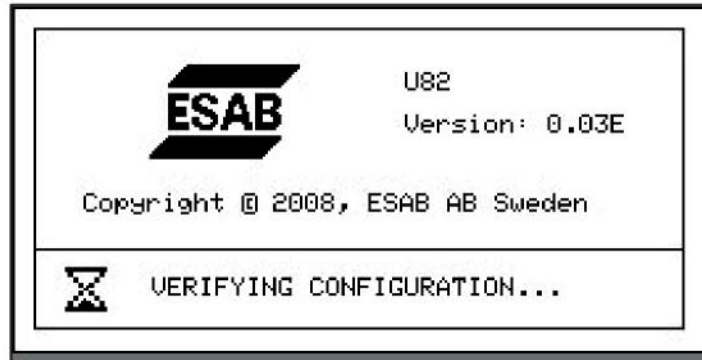 ESAB
U82
Version: 0.03E
Copyright © 2008, ESAB AB Sweden
VERIFYING CONFIGURATION...